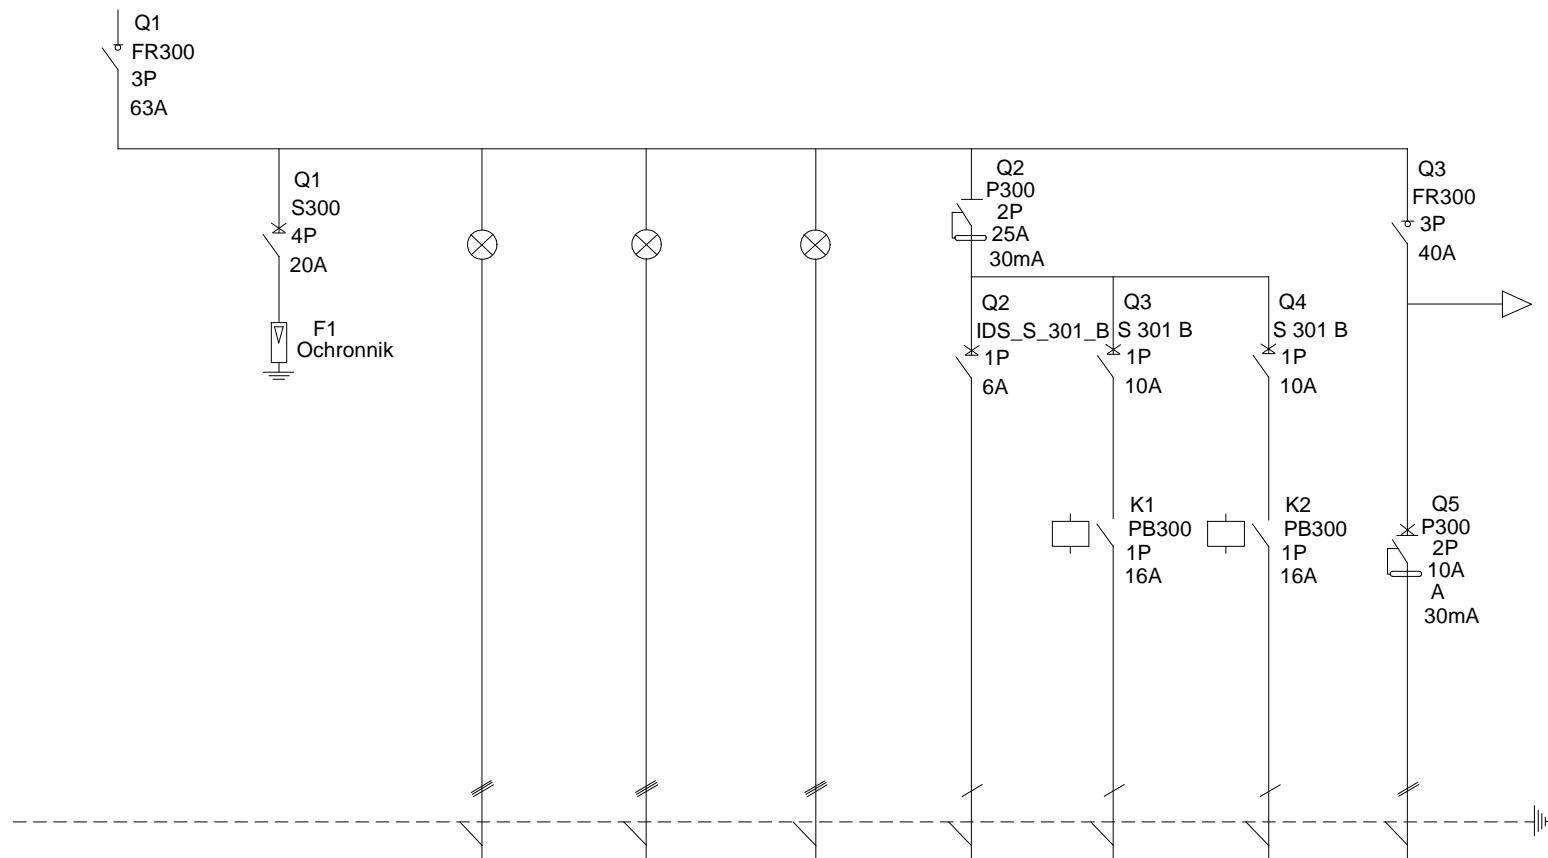 Q1
FR300
3P
63A
Q1
S300
4P
20A
F1
Ochronnik
Q2
P300
2P
25A
30mA
Q2
IDS_S_301_B
1P
6A
Q3
S 301 B
1P
10A
Q4
S 301 B
1P
10A
K1
PB300
1P
16A
K2
PB300
1P
16A
Q3
FR300
3P
40A
Q5
P300
2P
10A
A
30mA